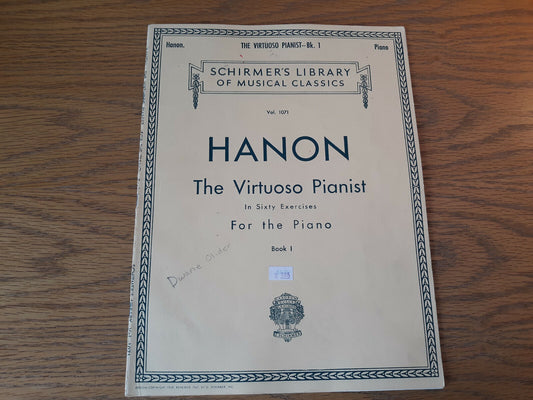 Hanon. THE VIRTUOSO PIANIST—Bk. 1 Piano
SCHIRMER'S LIBRARY
OF MUSICAL CLASSICS
Vol. 1071
HANON
The Virtuoso Pianist
In Sixty Exercises
For the Piano
Book I
Dwane